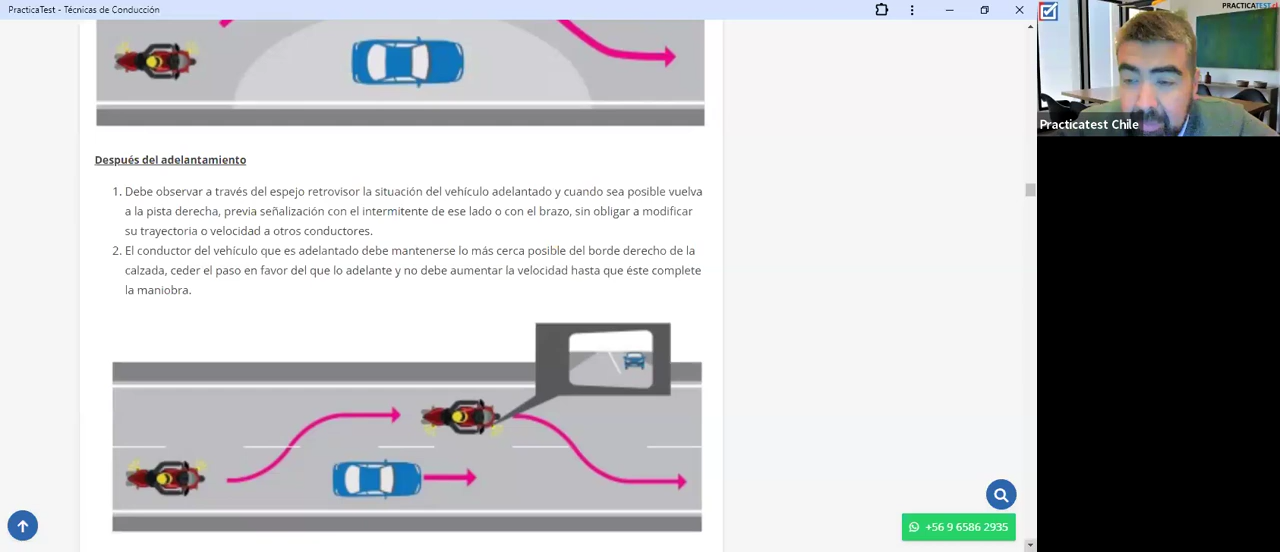 PracticaTest - Técnicas de Conducción
PRACTICATEST
Practicatest Chile
Después del adelantamiento
1. Debe observar a través del espejo retrovisor la situación del vehículo adelantado y cuando sea posible vuelva
a la pista derecha, previa señalización con el intermitente de ese lado o con el brazo, sin obligar a modificar
su trayectoria o velocidad a otros conductores.
2. El conductor del vehículo que es adelantado debe mantenerse lo más cerca posible del borde derecho de la
calzada, ceder el paso en favor del que lo adelante y no debe aumentar la velocidad hasta que éste complete
la maniobra.
+56 9 6586 2935